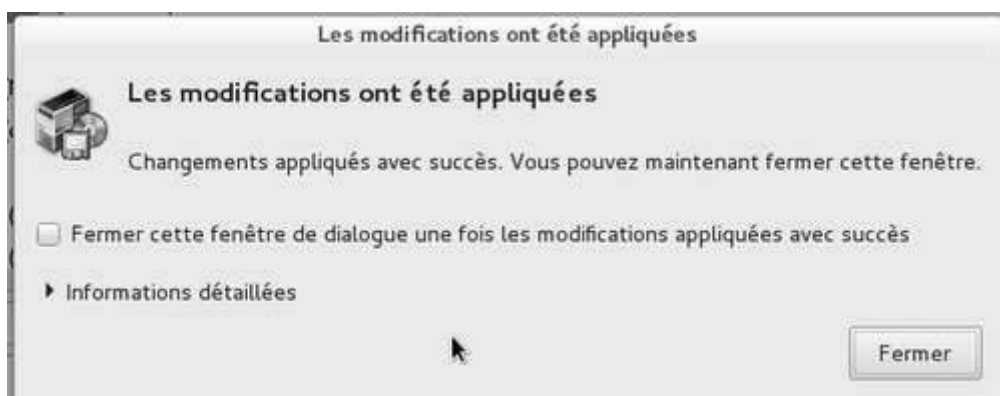 Les modifications ont été appliquées
Les modifications ont été appliquées
Changements appliqués avec succès. Vous pouvez maintenant fermer cette fenêtre.
Fermer cette fenêtre de dialogue une fois les modifications appliquées avec succès
Informations détaillées
Fermer